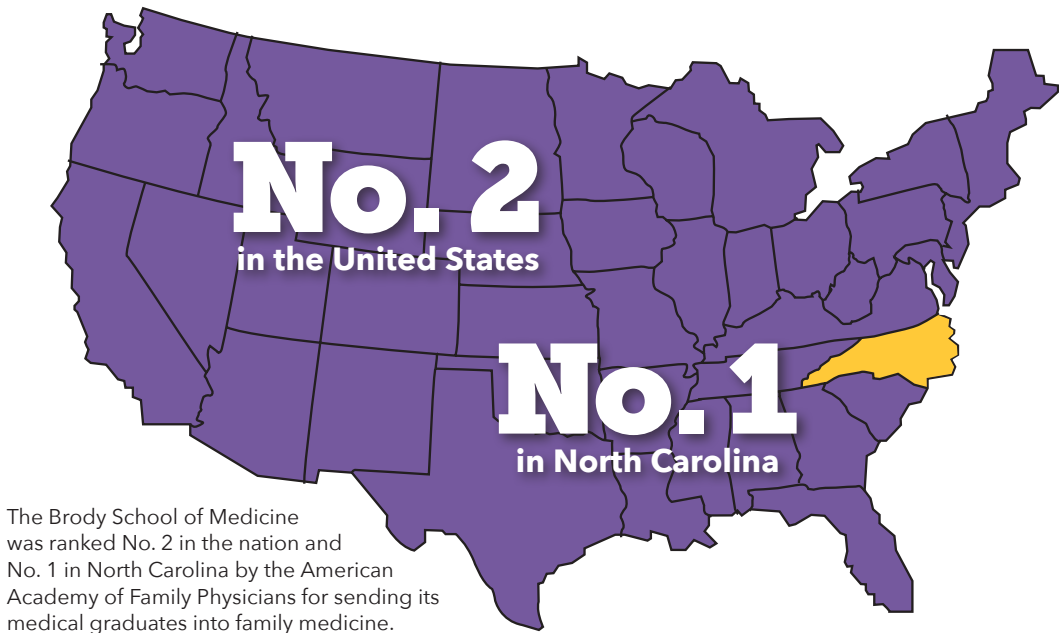 No. 2
in the United States
No. 1
in North Carolina
The Brody School of Medicine
was ranked No. 2 in the nation and
No. 1 in North Carolina by the American
Academy of Family Physicians for sending its
medical graduates into family medicine.